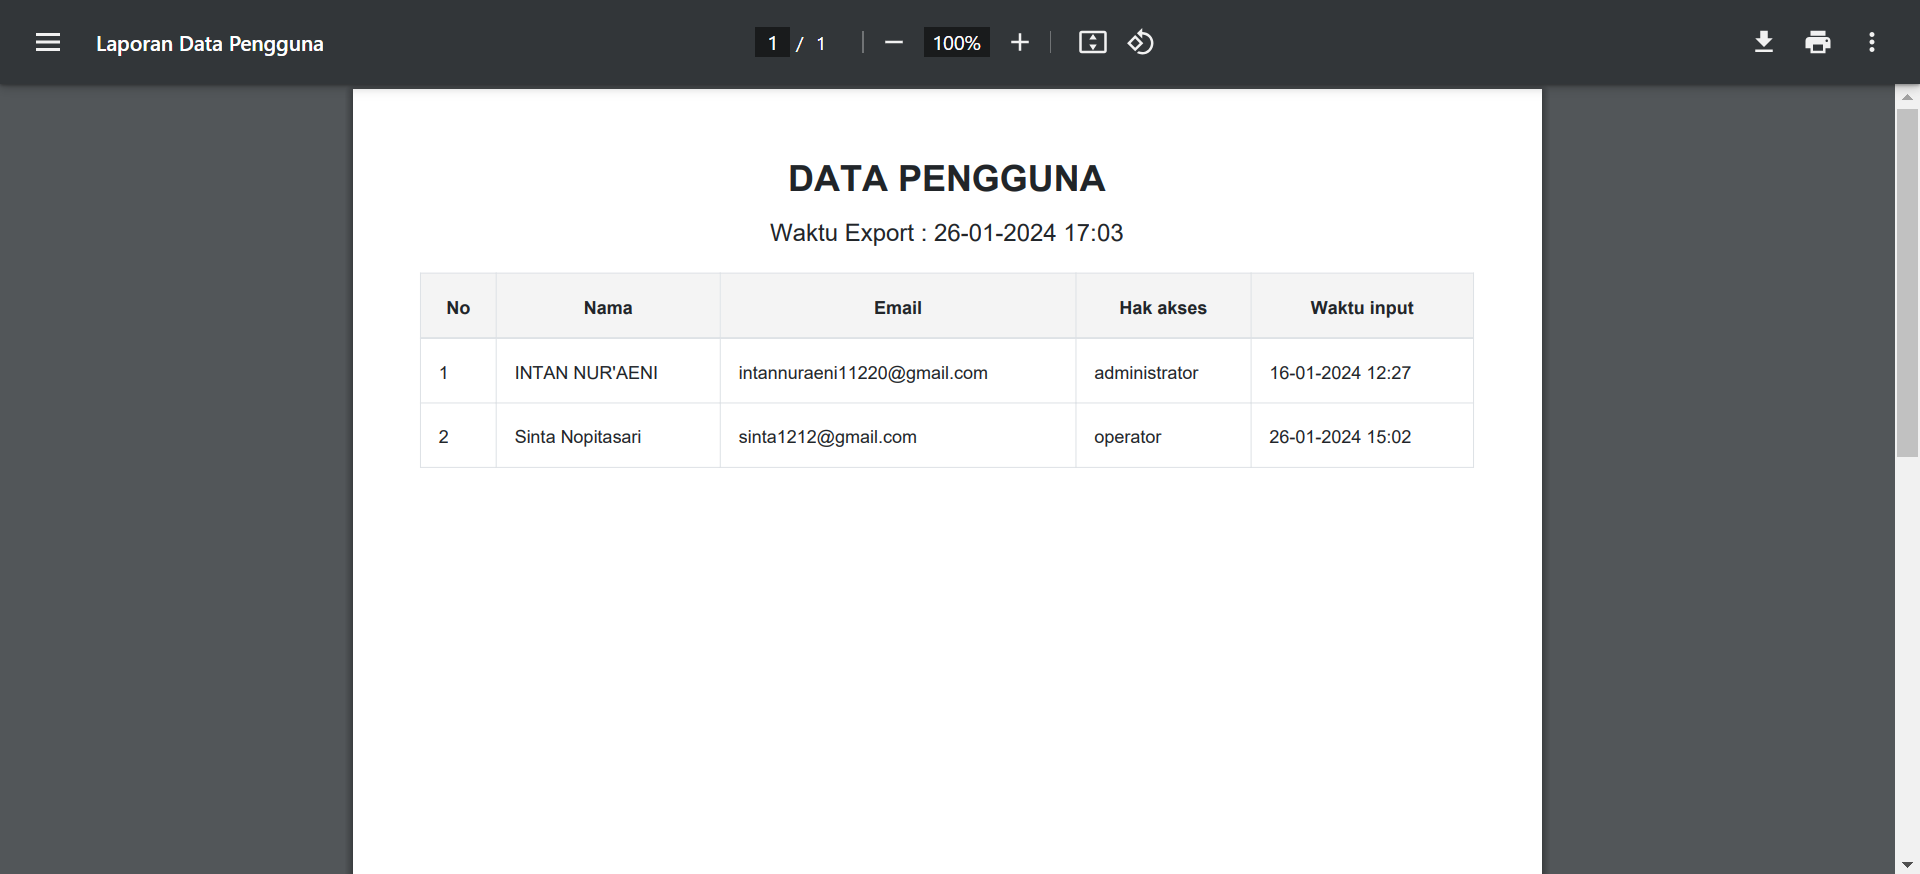 Laporan Data Pengguna
1 / 1
100%
DATA PENGGUNA
Waktu Export : 26-01-2024 17:03
No Nama Email Hak akses Waktu input
1 INTAN NUR'AENI intannuraeni11220@gmail.com administrator 16-01-2024 12:27
2 Sinta Nopitasari sinta1212@gmail.com operator 26-01-2024 15:02